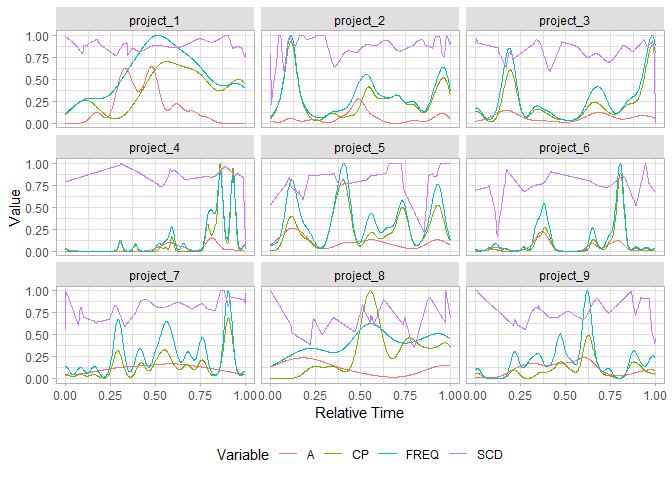 project_1 project_2 project_3
1.00
0.75
0.50
0.25
0.00
project_4 project_5 project_6
1.00
0.75
0.50
0.25
0.00
Value
project_7 project_8 project_9
1.00
0.75
0.50
0.25
0.00
0.00 0.25 0.50 0.75 1.00 0.00 0.25 0.50 0.75 1.00 0.00 0.25 0.50 0.75 1.00
Relative Time
Variable A CP FREQ SCD